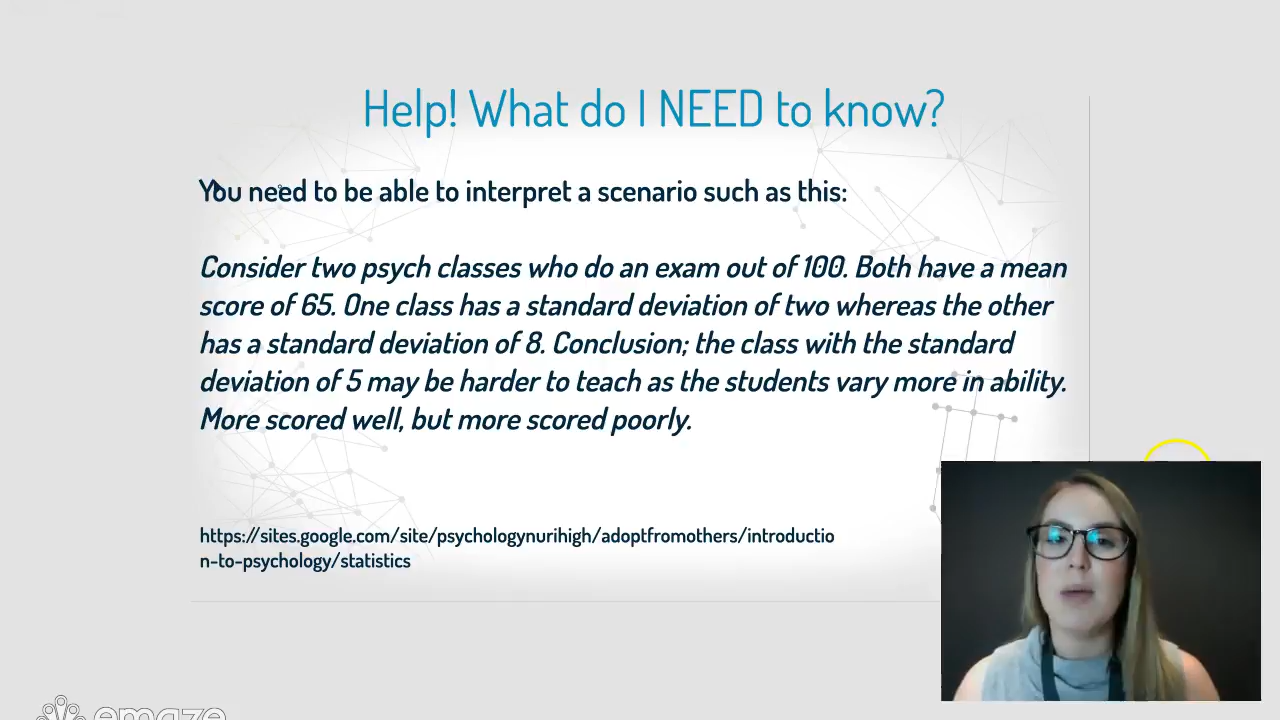 Help! What do I NEED to know?
You need to be able to interpret a scenario such as this:
Consider two psych classes who do an exam out of 100. Both have a mean
score of 65. One class has a standard deviation of two whereas the other
has a standard deviation of 8. Conclusion; the class with the standard
deviation of 5 may be harder to teach as the students vary more in ability.
More scored well, but more scored poorly.
https://sites.google.com/site/psychologynurihigh/adoptfromothers/introductio
n-to-psychology/statistics
emaze